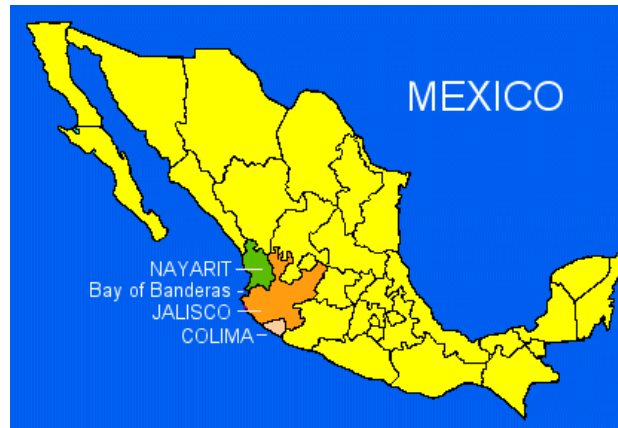 MEXICO
NAYARIT
Bay of Banderas
JALISCO
COLIMA